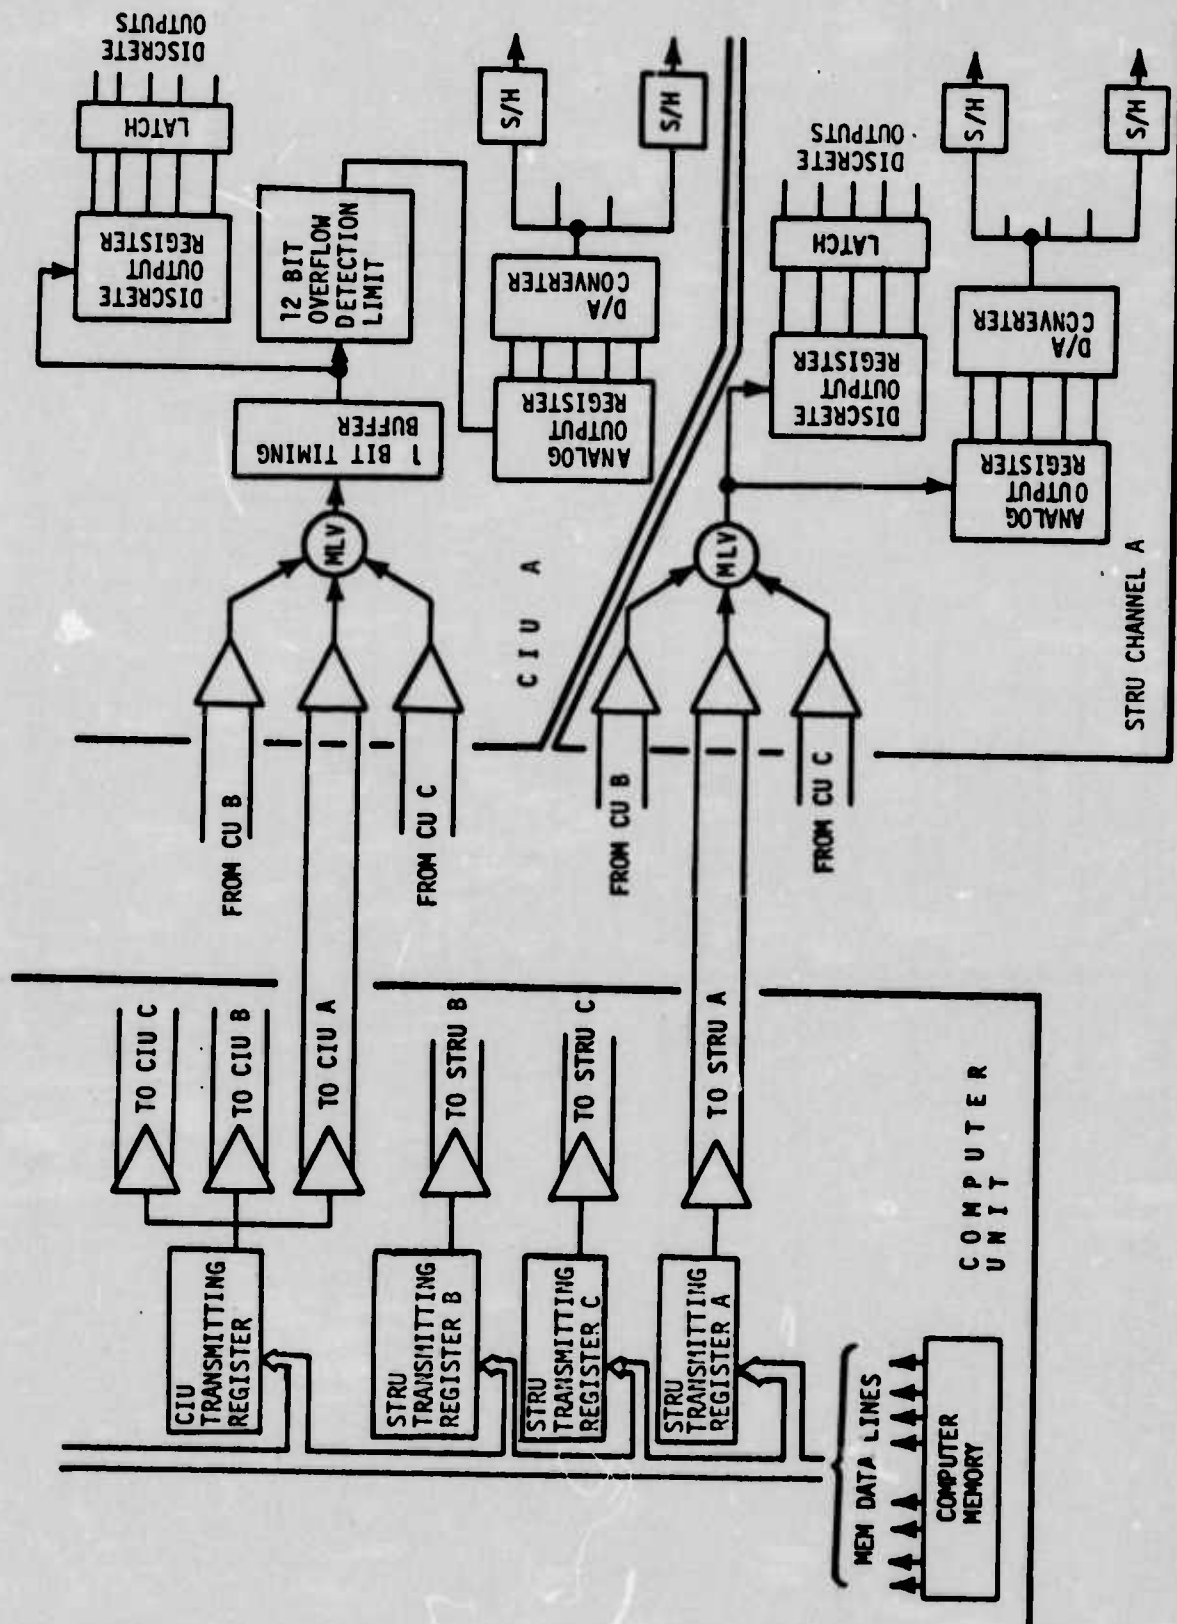 COMPUTER
MEMORY
MEM DATA LINES
COMPUTER
UNIT
CIU
TRANSMITTING
REGISTER
STRU
TRANSMITTING
REGISTER B
STRU
TRANSMITTING
REGISTER C
STRU
TRANSMITTING
REGISTER A
TO CIU C
TO CIU B
TO CIU A
TO STRU B
TO STRU C
TO STRU A
FROM CU B
FROM CU C
MLV
1 BIT TIMING
BUFFER
12 BIT
OVERFLOW
DETECTION
LIMIT
DISCRETE
OUTPUT
REGISTER
LATCH
DISCRETE
OUTPUTS
ANALOG
OUTPUT
REGISTER
D/A
CONVERTER
S/H
S/H
CIU A
FROM CU B
FROM CU C
MLV
DISCRETE
OUTPUT
REGISTER
LATCH
DISCRETE
OUTPUTS
ANALOG
OUTPUT
REGISTER
D/A
CONVERTER
S/H
S/H
STRU CHANNEL A